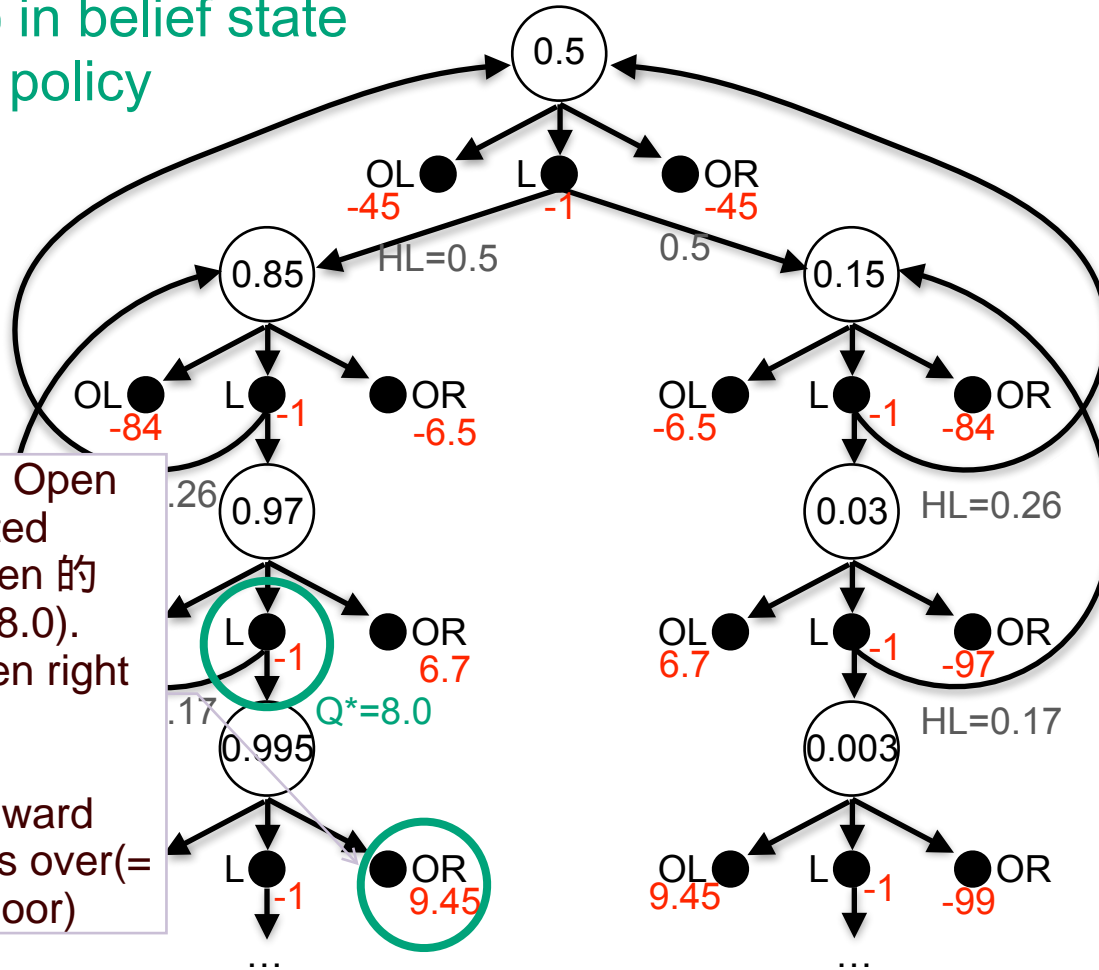 in belief state
policy
0.5
OL L OR
-45 -1 -45
HL=0.5 0.5
0.85 0.15
OL L OR OL L OR
-84 -1 -6.5 -6.5 -1 -84
Open
.26 0.97 0.03 HL=0.26
en 的
8.0).
L OR OL L OR
-1 6.7 6.7 -1 -97
en right
.17 Q*=8.0 HL=0.17
0.995 0.003
ward
s over(=
L OR OL L OR
-1 9.45 9.45 -1 -99
oor)
... ...